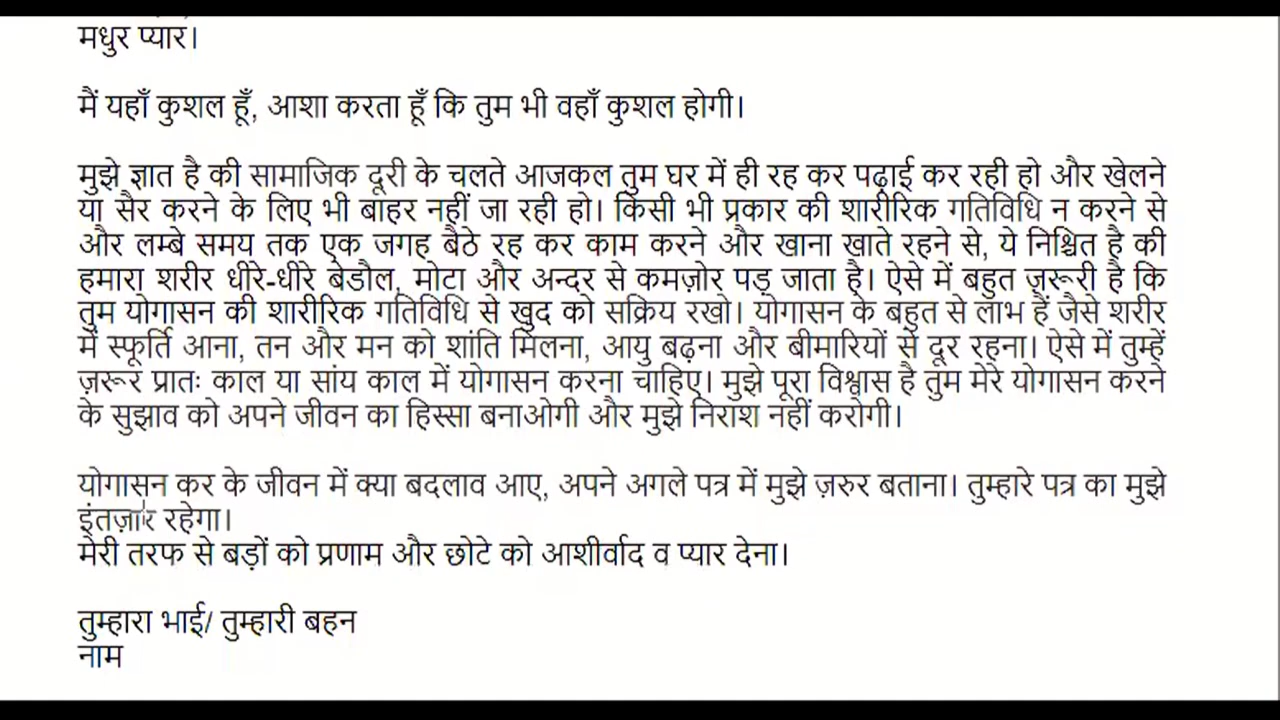 मधुर प्यार।
मैं यहाँ कुशल हूँ, आशा करता हूँ कि तुम भी वहाँ कुशल होगी।
मुझे ज्ञात है की सामाजिक दूरी के चलते आजकल तुम घर में ही रह कर पढ़ाई कर रही हो और खेलने
या सैर करने के लिए भी बाहर नहीं जा रही हो। किसी भी प्रकार की शारीरिक गतिविधि न करने से
और लम्बे समय तक एक जगह बैठे रह कर काम करने और खाना खाते रहने से, ये निश्चित है की
हमारा शरीर धीरे-धीरे बेडौल, मोटा और अन्दर से कमज़ोर पड़ जाता है। ऐसे में बहुत ज़रूरी है कि
तुम योगासन की शारीरिक गतिविधि से खुद को सक्रिय रखो। योगासन के बहुत से लाभ हैं जैसे शरीर
में स्फूर्ति आना, तन और मन को शांति मिलना, आयु बढ़ना और बीमारियों से दूर रहना। ऐसे में तुम्हें
ज़रूर प्रातः काल या सांय काल में योगासन करना चाहिए। मुझे पूरा विश्वास है तुम मेरे योगासन करने
के सुझाव को अपने जीवन का हिस्सा बनाओगी और मुझे निराश नहीं करोगी।
योगासन कर के जीवन में क्या बदलाव आए, अपने अगले पत्र में मुझे ज़रुर बताना। तुम्हारे पत्र का मुझे
इंतज़ार रहेगा।
मेरी तरफ से बड़ों को प्रणाम और छोटे को आशीर्वाद व प्यार देना।
तुम्हारा भाई/ तुम्हारी बहन
नाम